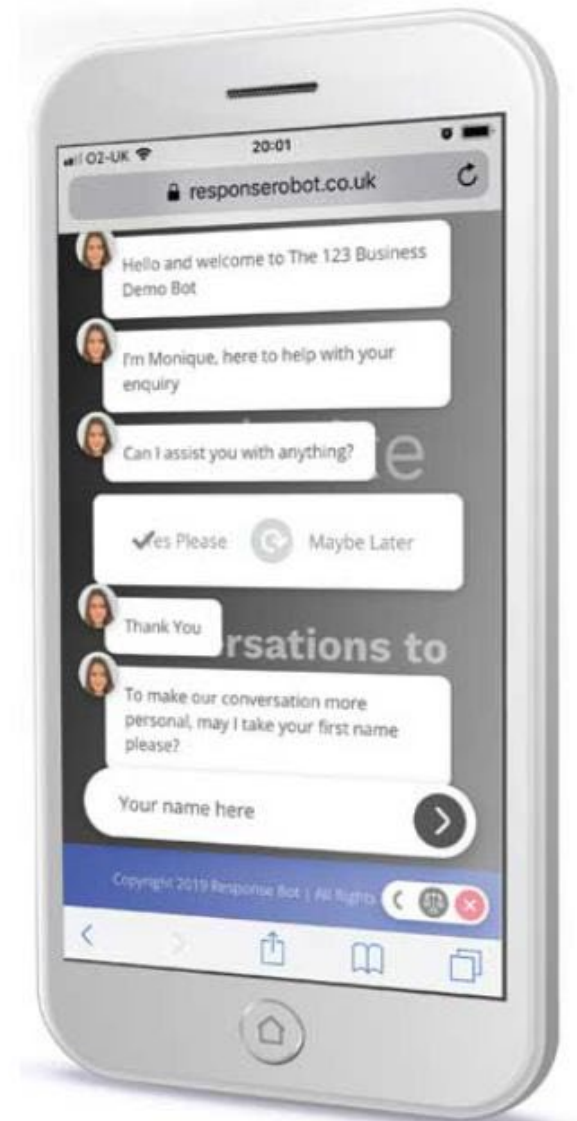 O2-UK
20:01
responserobot.co.uk
Hello and welcome to The 123 Business
Demo Bot
I'm Monique, here to help with your
enquiry
Can I assist you with anything?
Yes Please
Maybe Later
Thank You
rsations to
To make our conversation more
personal, may I take your first name
please?
Your name here
Copyright 2019 Response Bot | All Rights